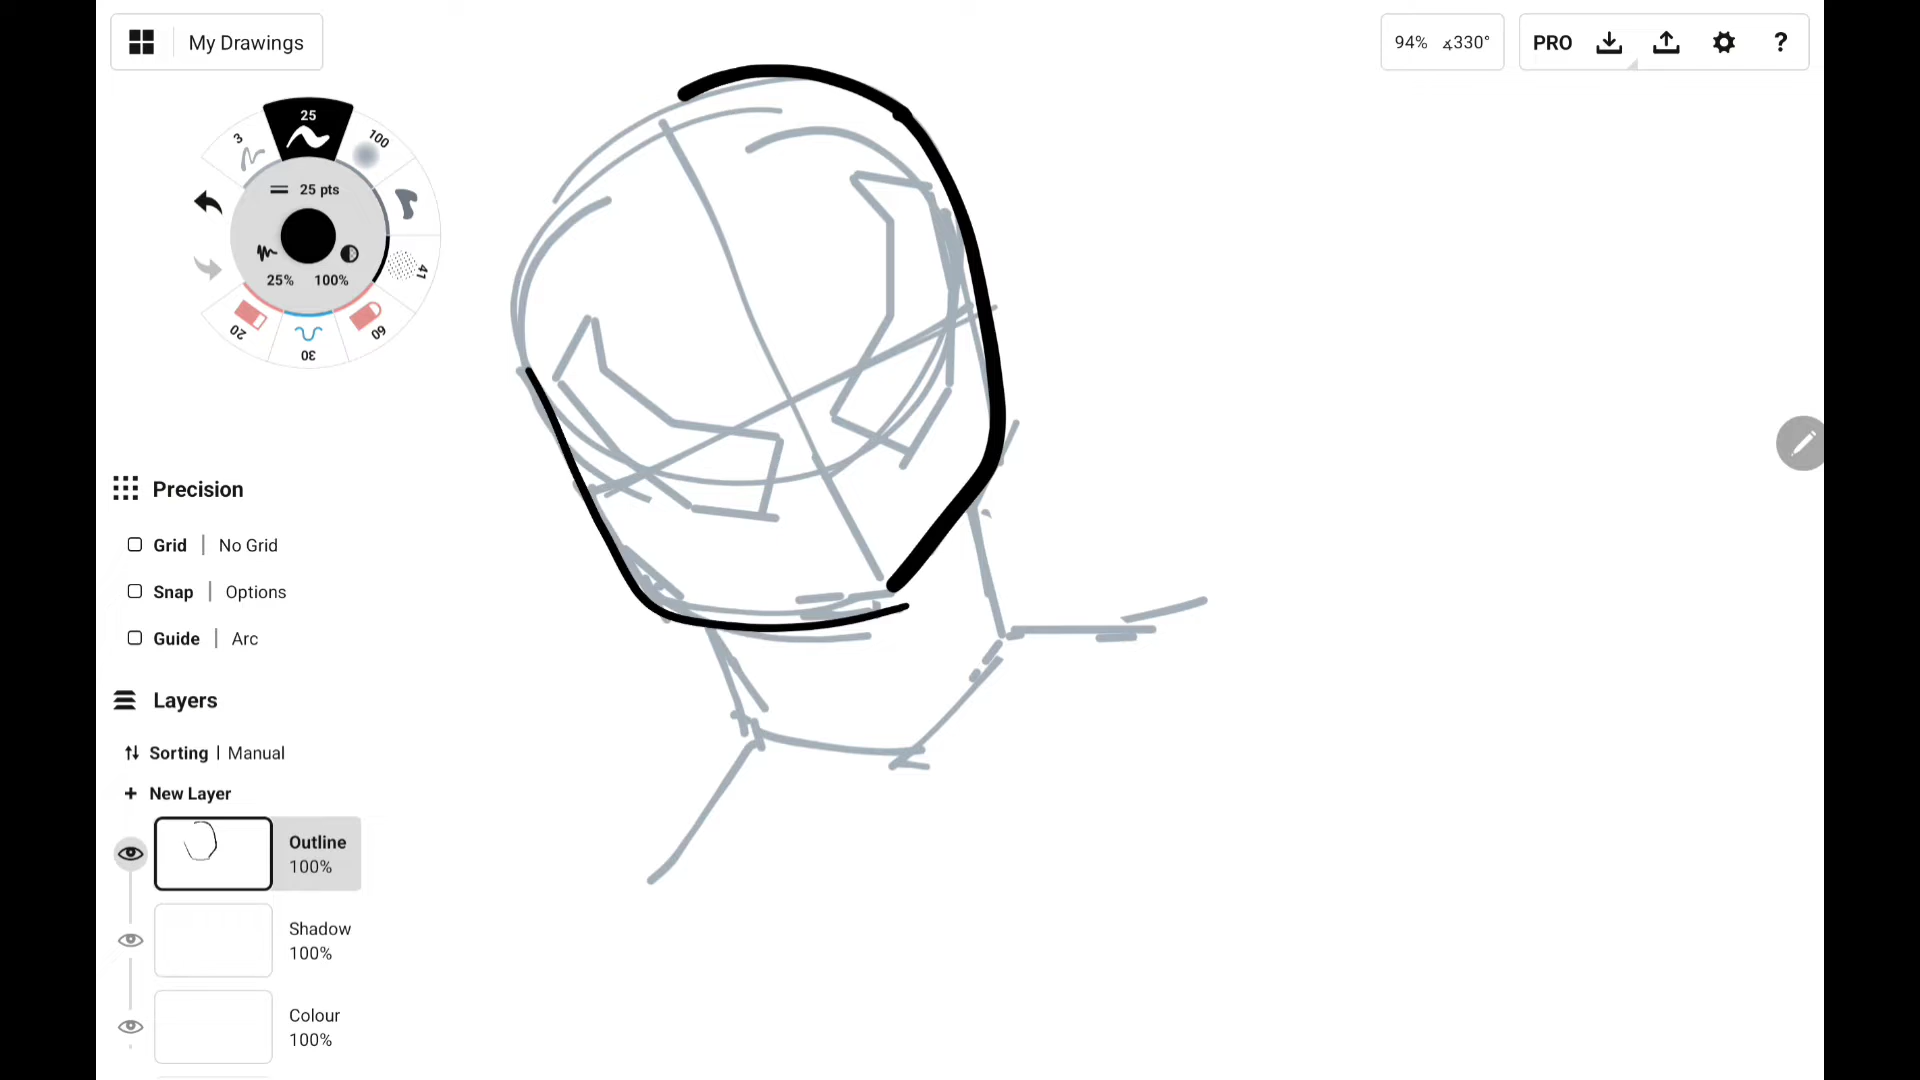 My Drawings
94% ∡330°
PRO
?
25
3
100
25 pts
41
25% 100%
20
60
30
Precision
Grid | No Grid
Snap | Options
Guide | Arc
Layers
Sorting | Manual
+ New Layer
Outline
100%
Shadow
100%
Colour
100%